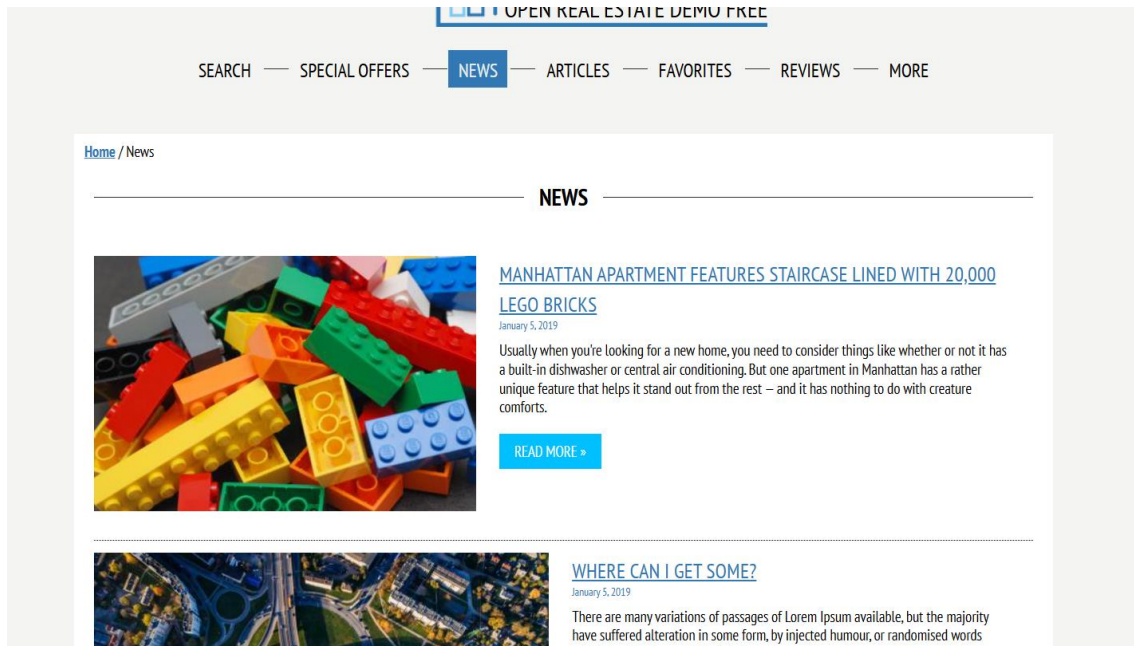 OPEN REAL ESTATE DEMO FREE
SEARCH — SPECIAL OFFERS — NEWS — ARTICLES — FAVORITES — REVIEWS — MORE
Home / News
NEWS
MANHATTAN APARTMENT FEATURES STAIRCASE LINED WITH 20,000
LEGO BRICKS
January 5, 2019
Usually when you're looking for a new home, you need to consider things like whether or not it has
a built-in dishwasher or central air conditioning. But one apartment in Manhattan has a rather
unique feature that helps it stand out from the rest — and it has nothing to do with creature
comforts.
READ MORE »
WHERE CAN I GET SOME?
January 5, 2019
There are many variations of passages of Lorem Ipsum available, but the majority
have suffered alteration in some form, by injected humour, or randomised words